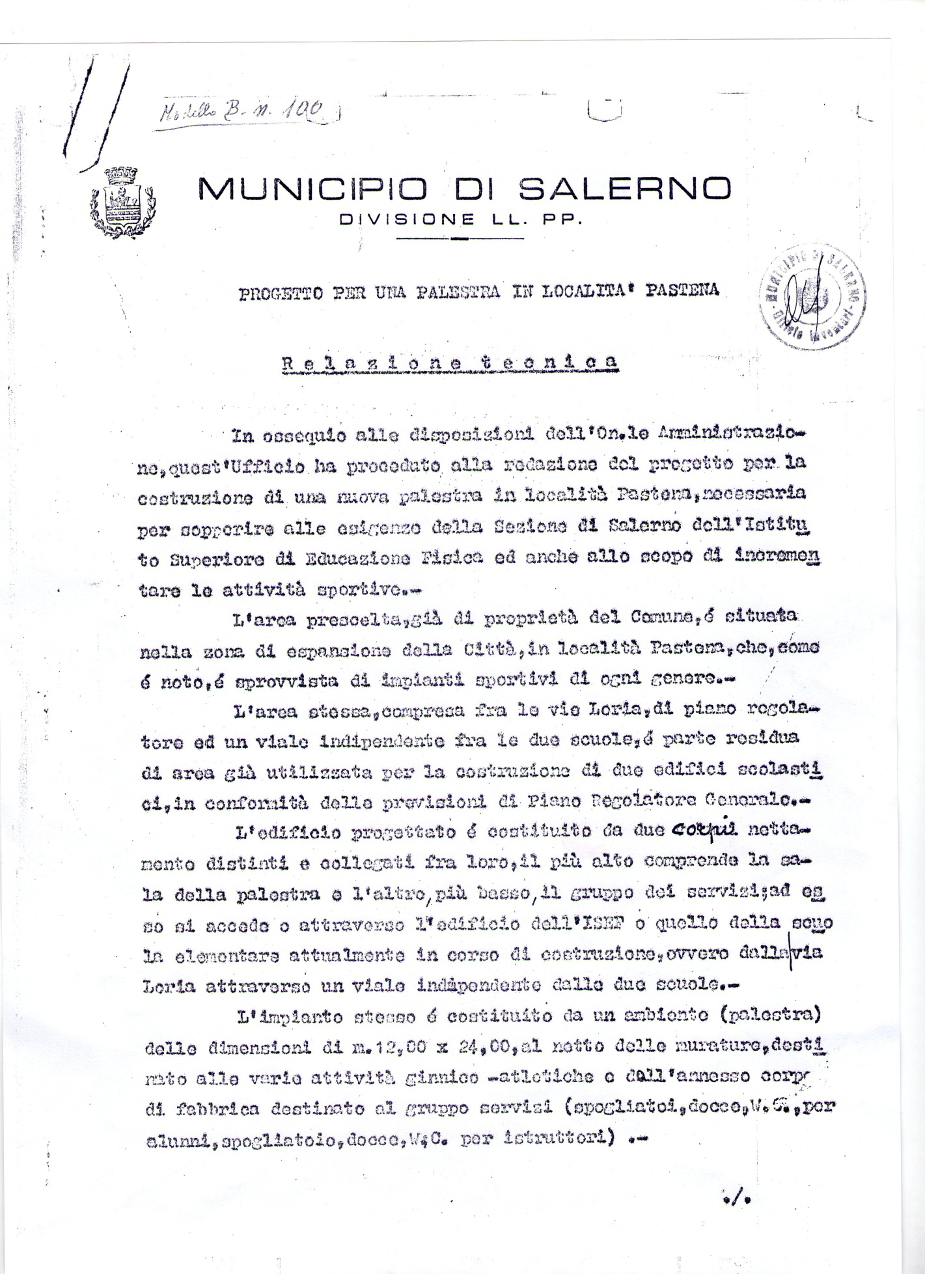 Modello B. n. 100
MUNICIPIO DI SALERNO
DIVISIONE LL. PP.
MUNICIPIO DI SALERNO
Ufficio Inventari
PROGETTO PER UNA PALESTRA IN LOCALITA' PASTENA
Relazione tecnica
In ossequio alle disposizioni dell'On.le Amministrazio-
ne,quest'Ufficio ha proceduto alla redazione del progetto per la
costruzione di una nuova palestra in località Pastena,necessaria
per sopperire alle esigenze della Sezione di Salerno dell'Istitu
to Superiore di Educazione Fisica ed anche allo scopo di incremen
tare le attività sportive.-
L'area prescelta,già di proprietà del Comune,é situata
nella zona di espansione della Città,in località Pastena,che,come
é noto,é sprovvista di impianti sportivi di ogni genere.-
L'area stessa,compresa fra le vie Loria,di piano regola-
tore ed un viale indipendente fra le due scuole,é parte residua
di area già utilizzata per la costruzione di due edifici scolasti
ci,in conformità delle previsioni di Piano Regolatore Generale.-
L'edificio progettato é costituito da due corpi netta-
mente distinti e collegati fra loro,il più alto comprende la sa-
la della palestra e l'altro,più basso,il gruppo dei servizi;ad es
so si accede o attraverso l'edificio dell'ISEF o quello della scuo
la elementare attualmente in corso di costruzione,ovvero dalla via
Loria attraverso un viale indipendente dalle due scuole.-
L'impianto stesso é costituito da un ambiente (palestra)
delle dimensioni di m.12,00 x 24,00,al netto delle murature,desti
nato alle varie attività ginnico -atletiche e dall'annesso corpo
di fabbrica destinato al gruppo servizi (spogliatoi,docce,W.C.,per
alunni,spogliatoio,docce,W.C. per istruttori) .-
./.